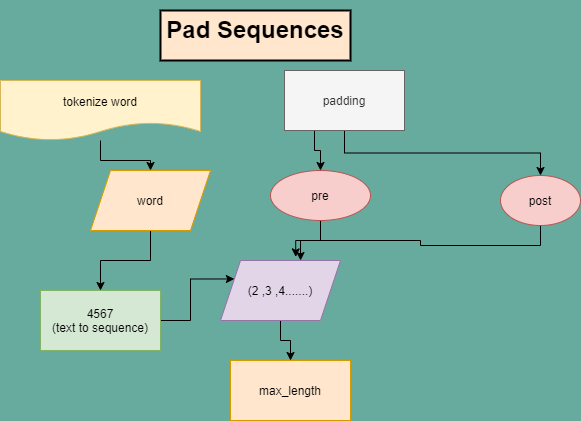 Pad Sequences
tokenize word
padding
word
pre
post
4567
(text to sequence)
(2 ,3 ,4.......)
max_length